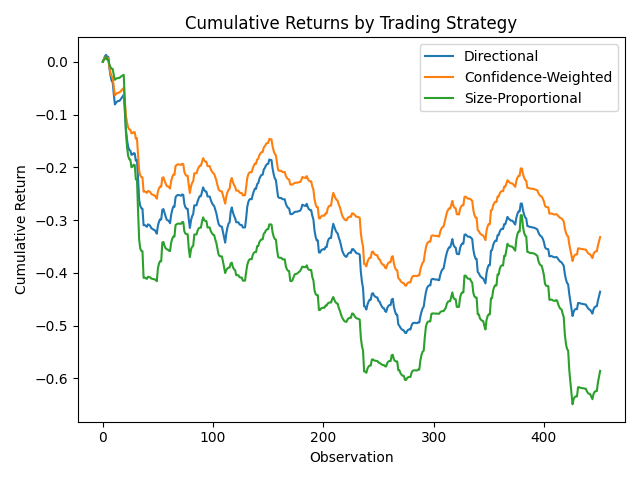 Cumulative Returns by Trading Strategy
Directional
Confidence-Weighted
Size-Proportional
Cumulative Return
0.0
−0.1
−0.2
−0.3
−0.4
−0.5
−0.6
0
100
200
300
400
Observation